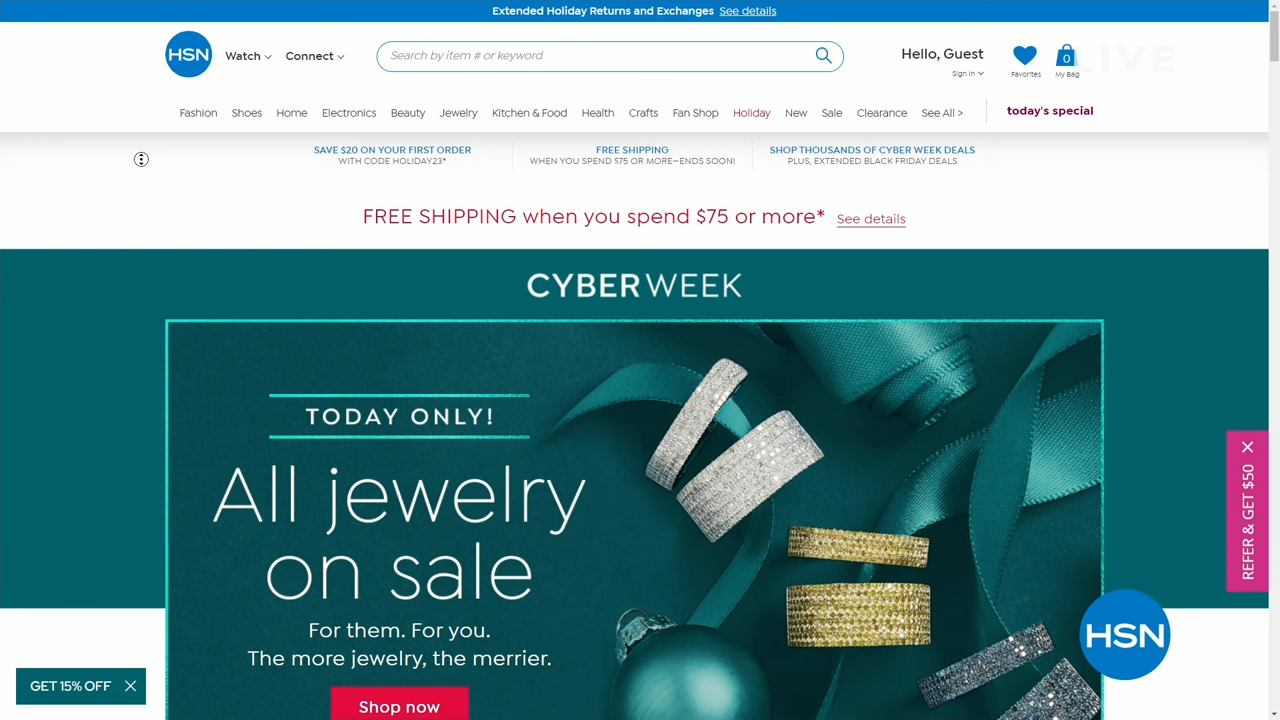 Extended Holiday Returns and Exchanges See details
HSN
Watch
Connect
Search by item # or keyword
Hello, Guest
Sign in
Favorites
0
My Bag
LIVE
Fashion
Shoes
Home
Electronics
Beauty
Jewelry
Kitchen & Food
Health
Crafts
Fan Shop
Holiday
New
Sale
Clearance
See All >
today's special
SAVE $20 ON YOUR FIRST ORDER
WITH CODE HOLIDAY23*
FREE SHIPPING
WHEN YOU SPEND $75 OR MORE—ENDS SOON!
SHOP THOUSANDS OF CYBER WEEK DEALS
PLUS, EXTENDED BLACK FRIDAY DEALS
FREE SHIPPING when you spend $75 or more* See details
CYBERWEEK
TODAY ONLY!
All jewelry
on sale
For them. For you.
The more jewelry, the merrier.
Shop now
REFER & GET $50
HSN
GET 15% OFF